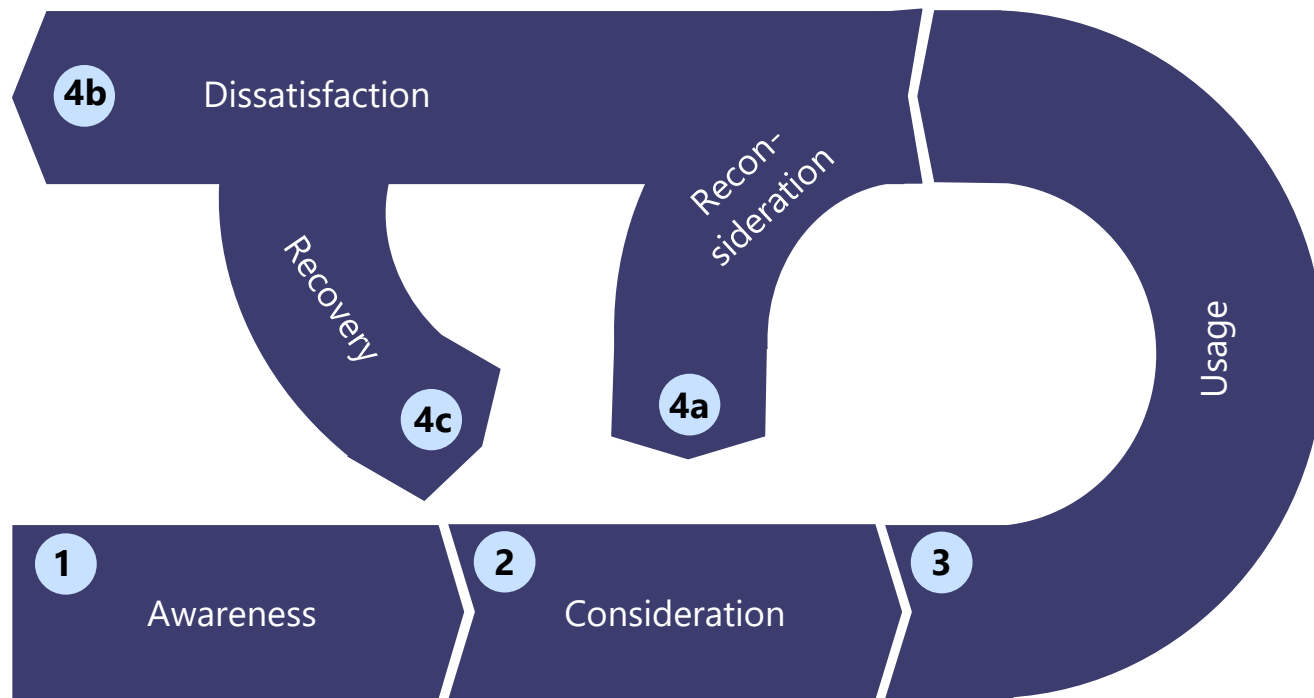 4b
Dissatisfaction
Recon-
sideration
Recovery
Usage
4c
4a
1
Awareness
2
Consideration
3